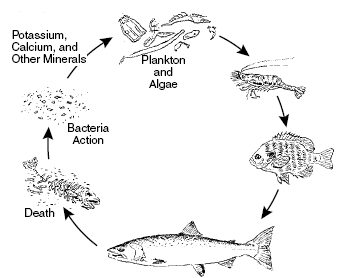 Potassium,
Calcium, and
Other Minerals
Plankton
and
Algae
Bacteria
Action
Death